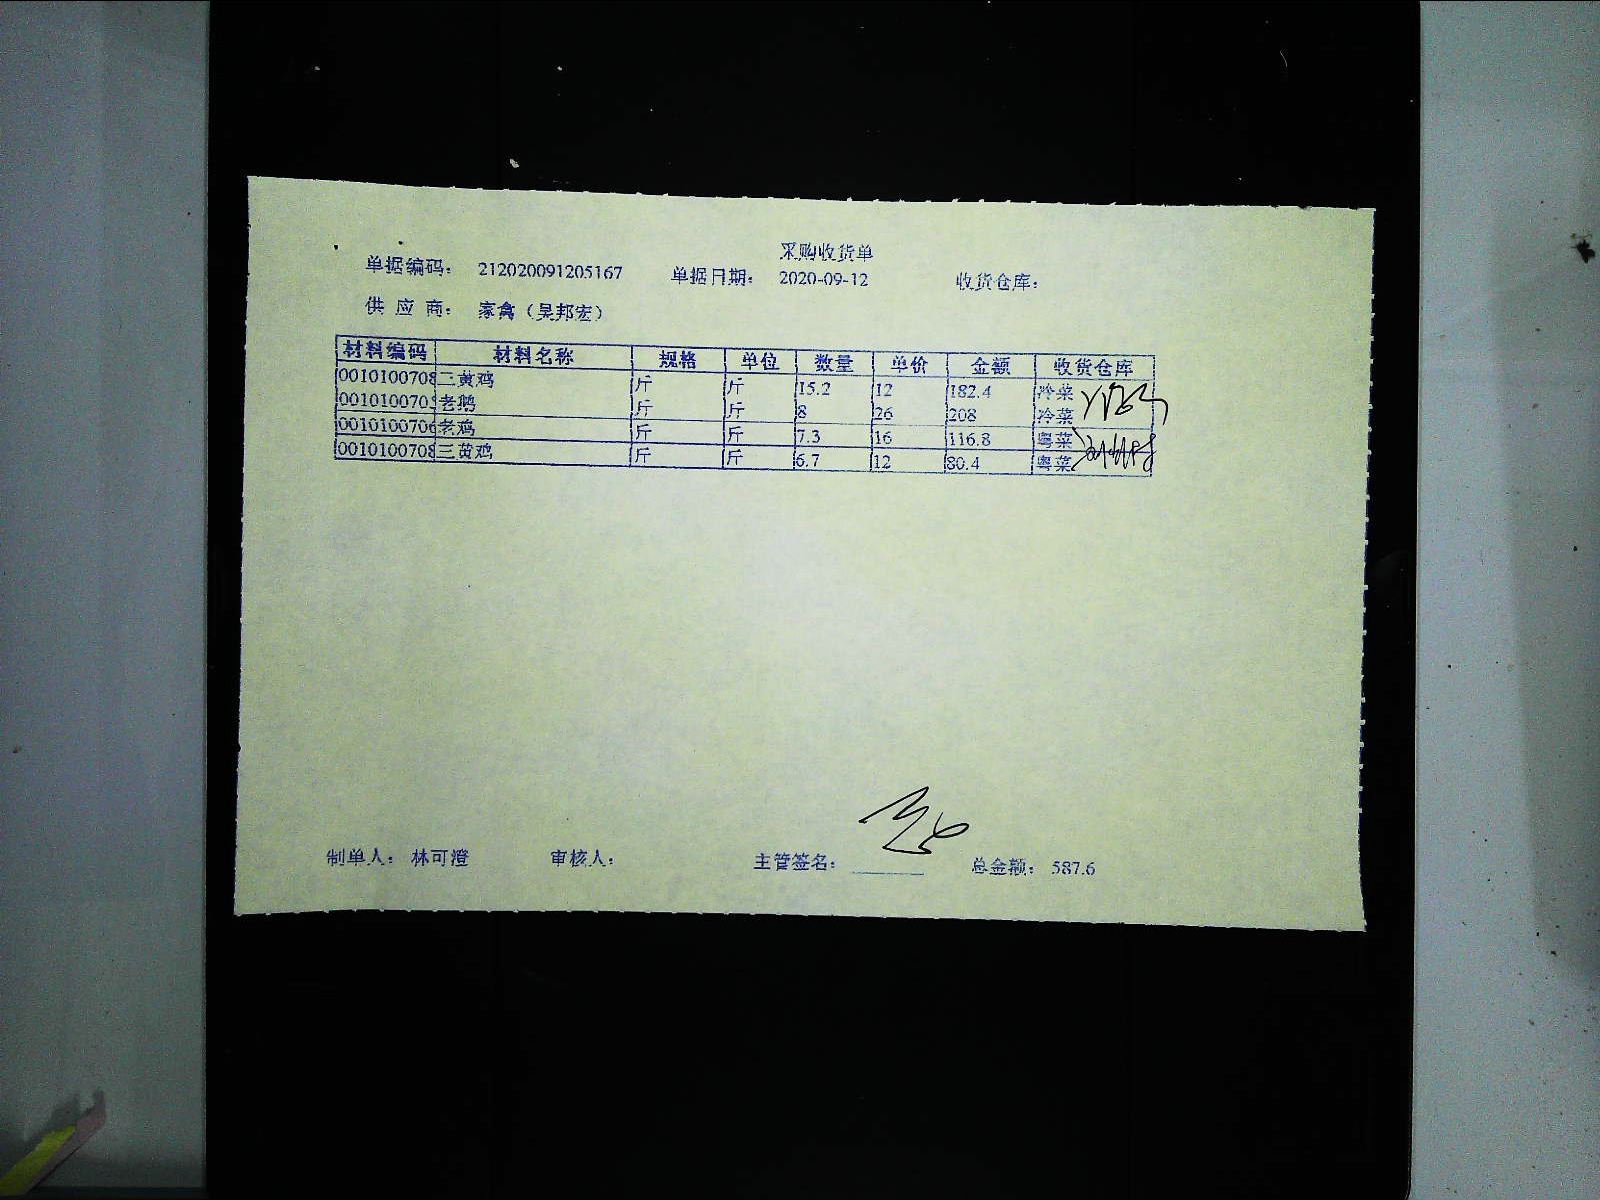 采购收货单
单据编码： 212020091205167 单据日期： 2020-09-12 收货仓库：
供 应 商： 家禽（吴邦宏）
材料编码 材料名称 规格 单位 数量 单价 金额 收货仓库
0010100708 三黄鸡 斤 斤 15.2 12 182.4 冷菜
001010070 老鹅 斤 斤 8 26 208 冷菜
0010100706 老鸡 斤 斤 7.3 16 116.8 粤菜
0010100708 三黄鸡 斤 斤 6.7 12 80.4 粤菜
制单人： 林可澄 审核人： 主管签名： 总金额： 587.6